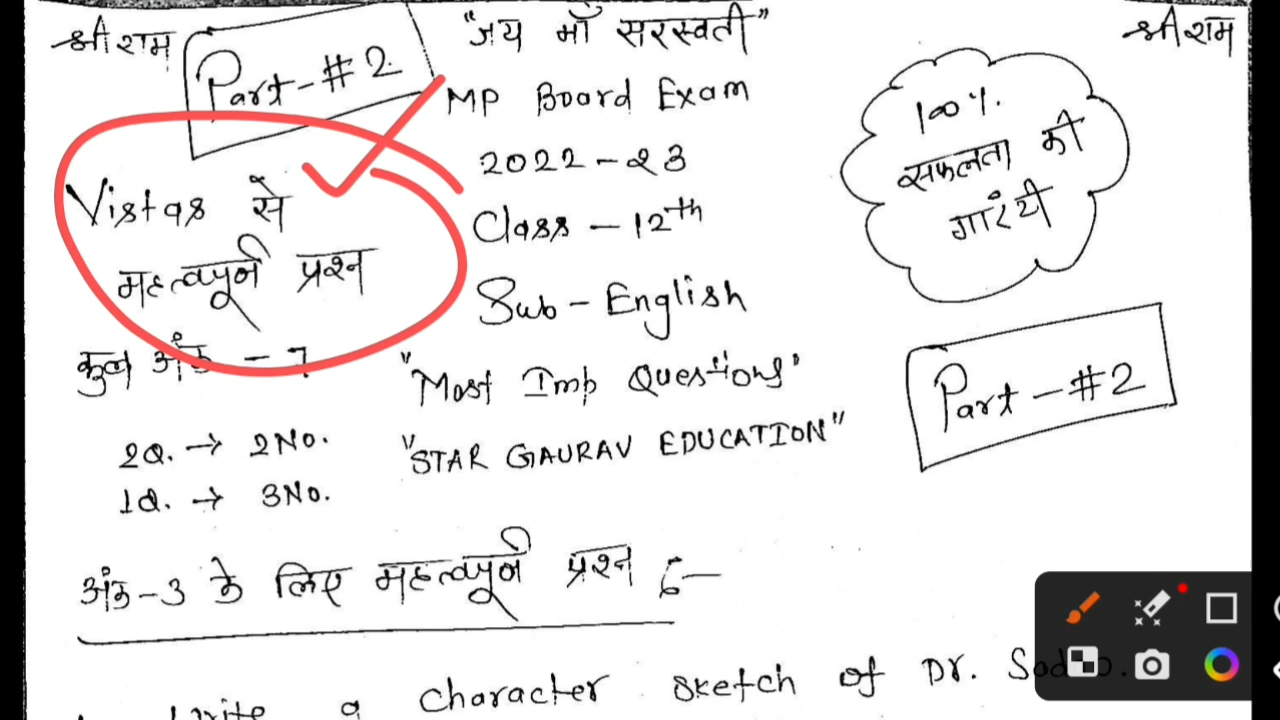 श्री राम
Part-#2
"जय माँ सरस्वती"
श्री राम
MP Board Exam
2022-23
Class - 12th
Sub - English
"Most Imp Questions"
"STAR GAURAV EDUCATION"
100%
सफलता की
गारंटी
Part-#2
Vistas से
महत्वपूर्ण प्रश्न
कुल अंक - 7
2Q. → 2No.
1Q. → 3No.
अंक-3 के लिए महत्वपूर्ण प्रश्न :-
Write a character sketch of Dr.